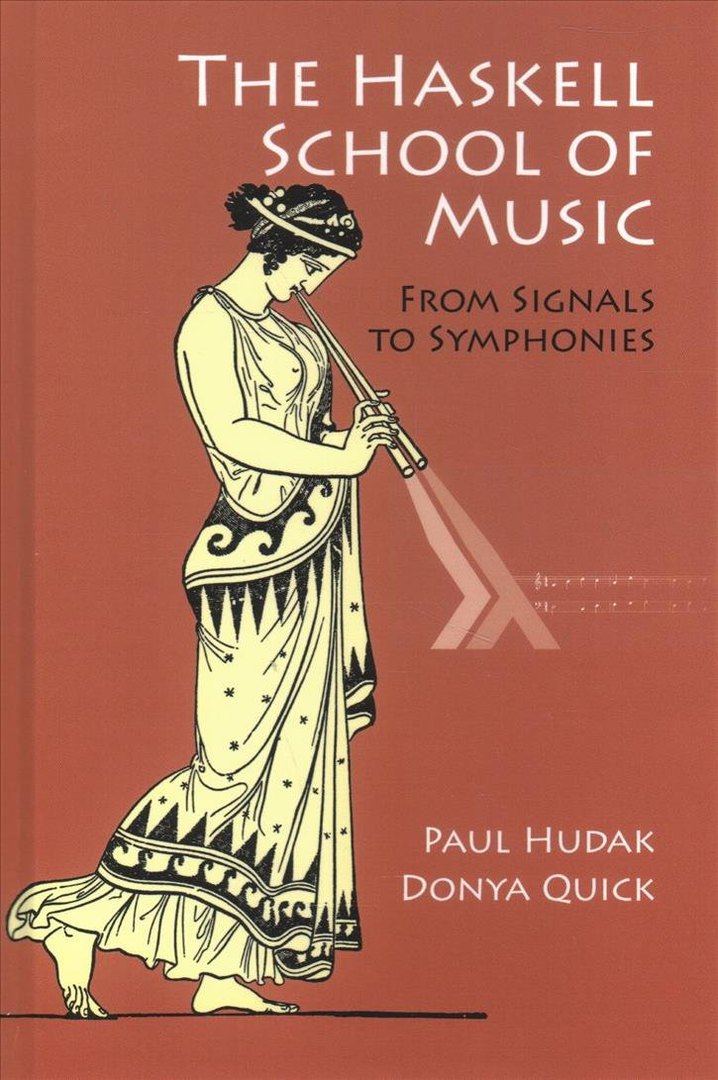 THE HASKELL
SCHOOL OF
MUSIC
FROM SIGNALS
TO SYMPHONIES
PAUL HUDAK
DONYA QUICK